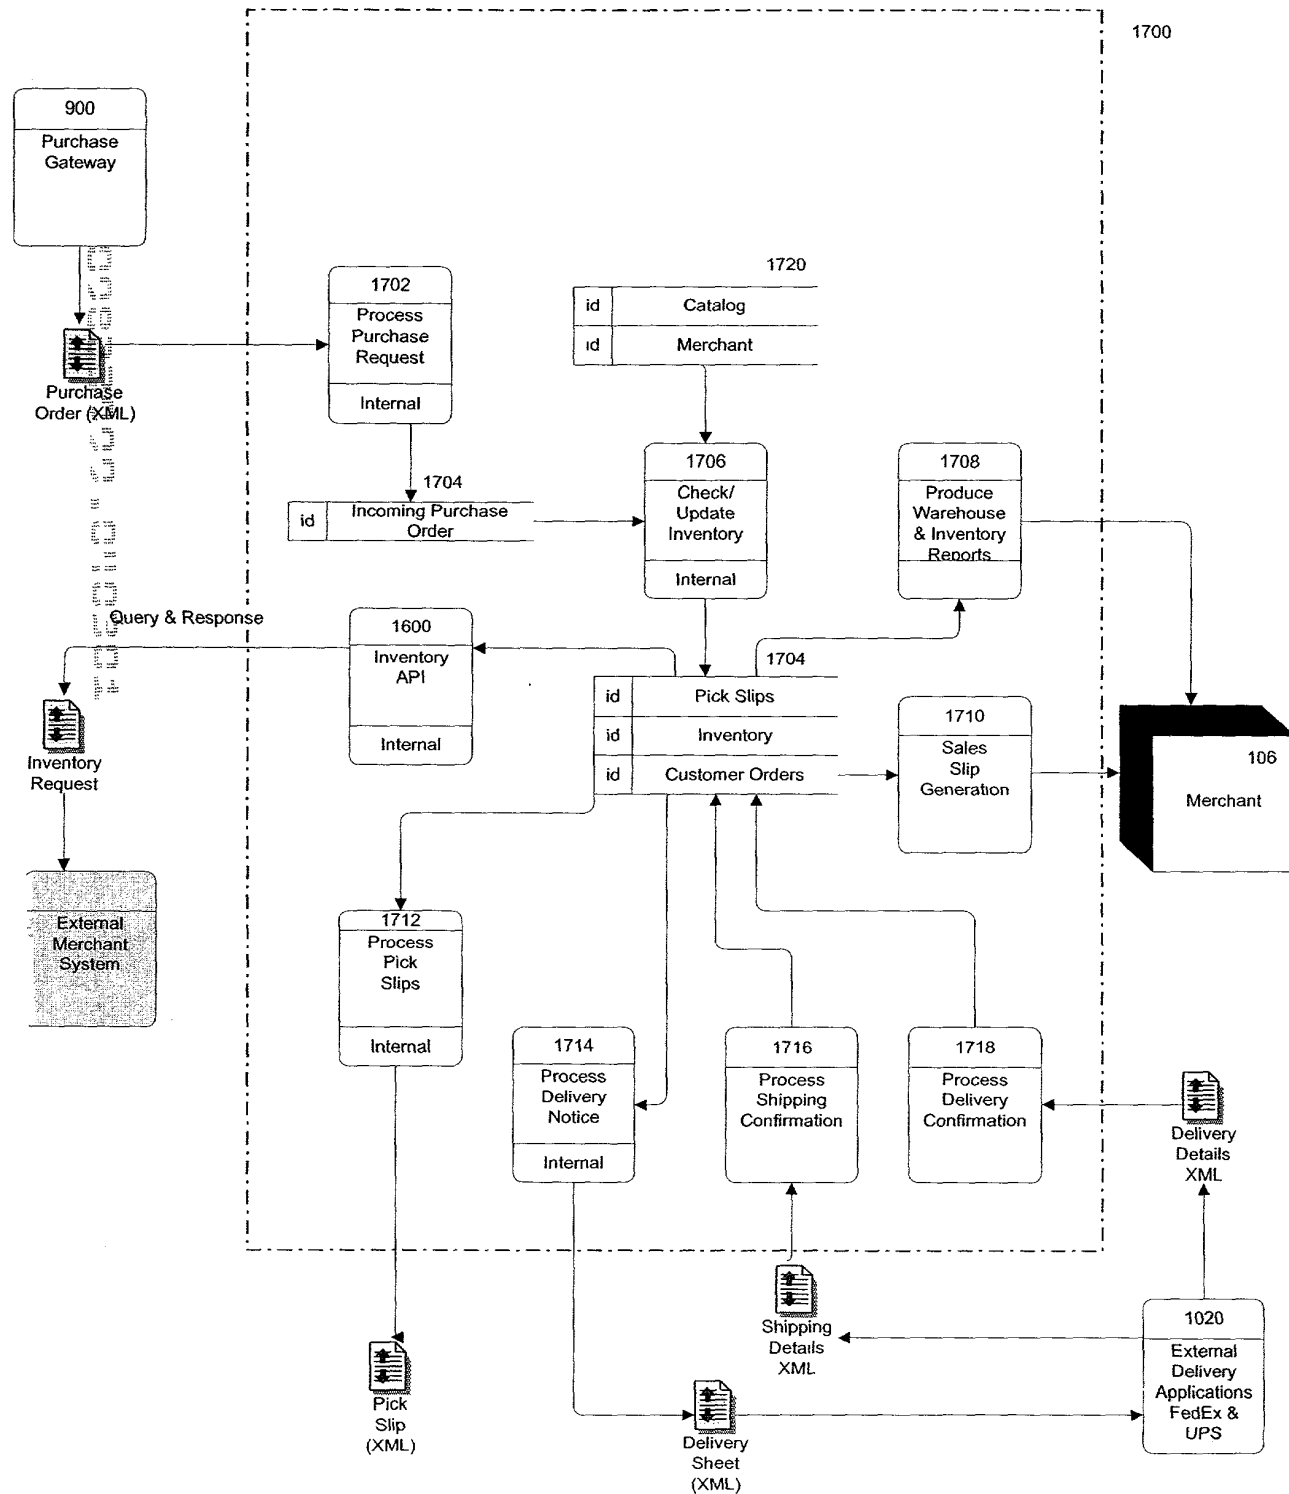 1700
900
Purchase
Gateway
1702
Process
Purchase
Request
Internal
1720
id Catalog
id Merchant
Purchase
Order (XML)
1704
id Incoming Purchase
Order
1706
Check/
Update
Inventory
Internal
1708
Produce
Warehouse
& Inventory
Reports
Query & Response
1600
Inventory
API
Internal
1704
id Pick Slips
id Inventory
id Customer Orders
1710
Sales
Slip
Generation
106
Merchant
Inventory
Request
External
Merchant
System
1712
Process
Pick
Slips
Internal
1714
Process
Delivery
Notice
Internal
1716
Process
Shipping
Confirmation
1718
Process
Delivery
Confirmation
Delivery
Details
XML
Shipping
Details
XML
1020
External
Delivery
Applications
FedEx &
UPS
Pick
Slip
(XML)
Delivery
Sheet
(XML)